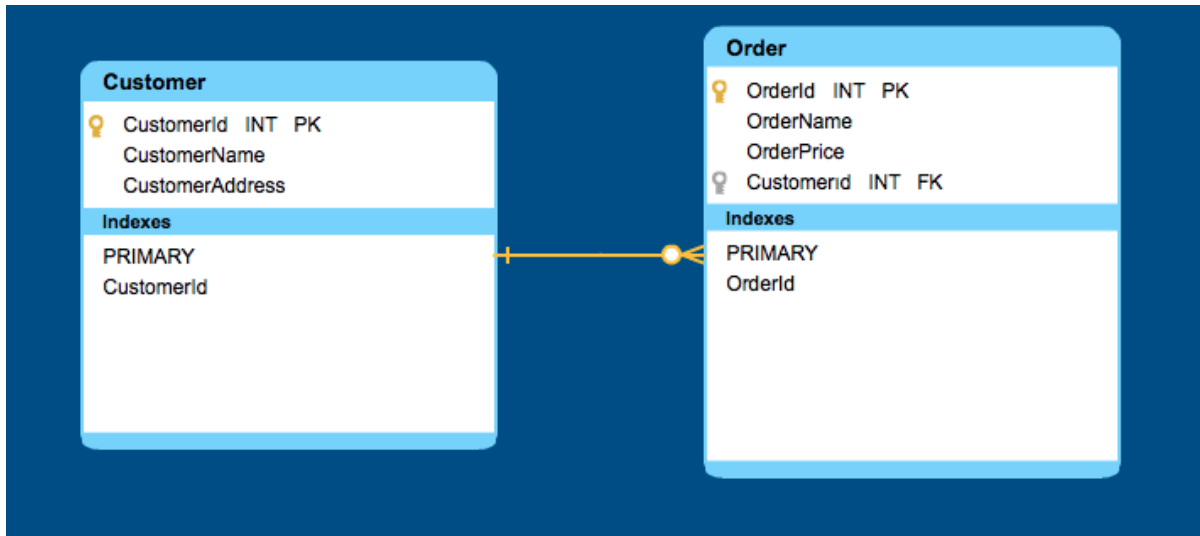 Customer
CustomerId INT PK
CustomerName
CustomerAddress
Indexes
PRIMARY
CustomerId
Order
OrderId INT PK
OrderName
OrderPrice
CustomerId INT FK
Indexes
PRIMARY
OrderId